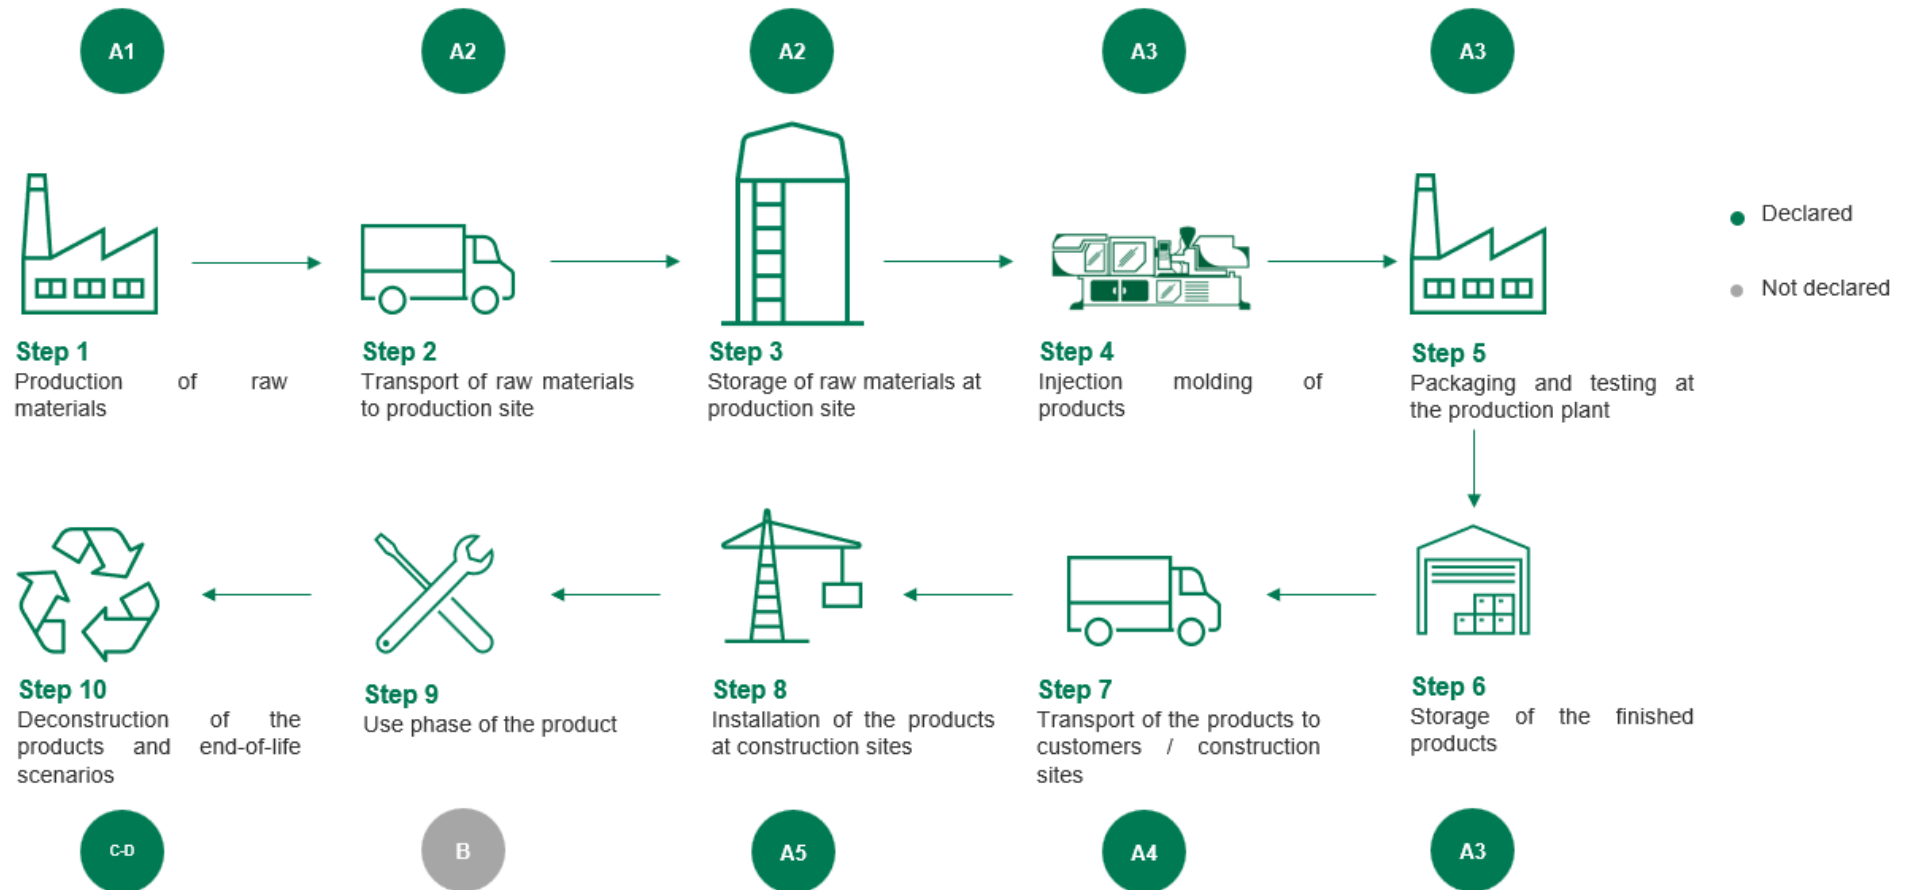 A1
A2
A2
A3
A3
Step 1
Production of raw
materials
Step 2
Transport of raw materials
to production site
Step 3
Storage of raw materials at
production site
Step 4
Injection molding of
products
Step 5
Packaging and testing at
the production plant
Declared
Not declared
Step 10
Deconstruction of the
products and end-of-life
scenarios
Step 9
Use phase of the product
Step 8
Installation of the products
at construction sites
Step 7
Transport of the products to
customers / construction
sites
Step 6
Storage of the finished
products
C-D
B
A5
A4
A3